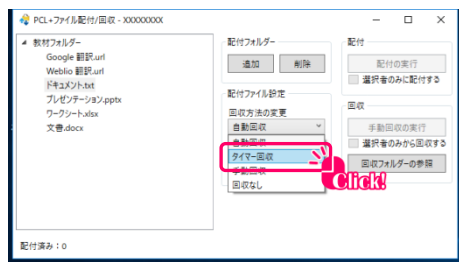 PCL+ファイル配付/回収 - XXXXXXXX
教材フォルダー
Google 翻訳.url
Weblio 翻訳.url
ドキュメント.txt
プレゼンテーション.pptx
ワークシート.xlsx
文書.docx
配付済み：0
配付フォルダー
追加
削除
配付ファイル設定
回収方法の変更
自動回収
自動回収
タイマー回収
手動回収
回収なし
Click!
配付
配付の実行
選択者のみに配付する
回収
手動回収の実行
選択者のみから回収する
回収フォルダーの参照